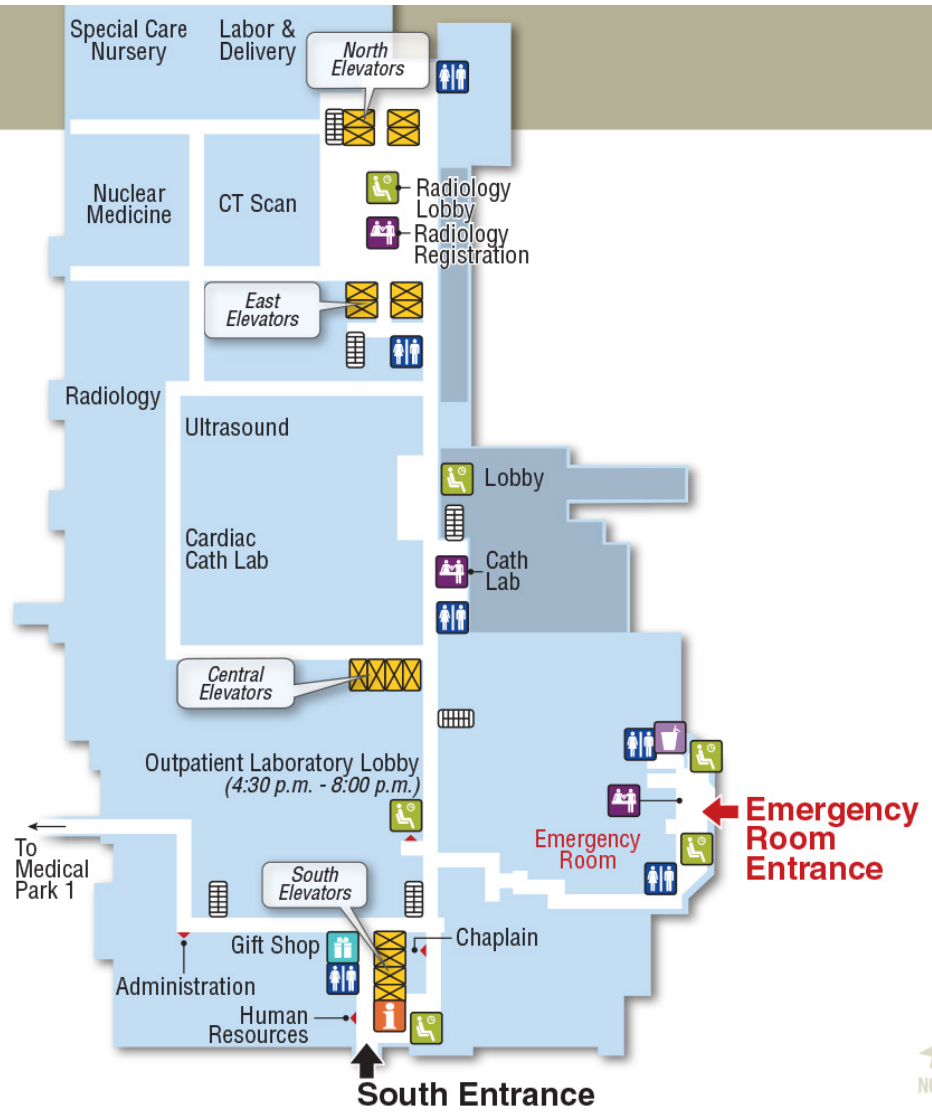 Special Care
Nursery
Labor &
Delivery
North
Elevators
Nuclear
Medicine
CT Scan
Radiology
Lobby
Radiology
Registration
East
Elevators
Radiology
Ultrasound
Lobby
Cardiac
Cath Lab
Cath
Lab
Central
Elevators
Outpatient Laboratory Lobby
(4:30 p.m. - 8:00 p.m.)
Emergency
Room
Emergency
Room
Entrance
To
Medical
Park 1
South
Elevators
Gift Shop
Chaplain
Administration
Human
Resources
South Entrance